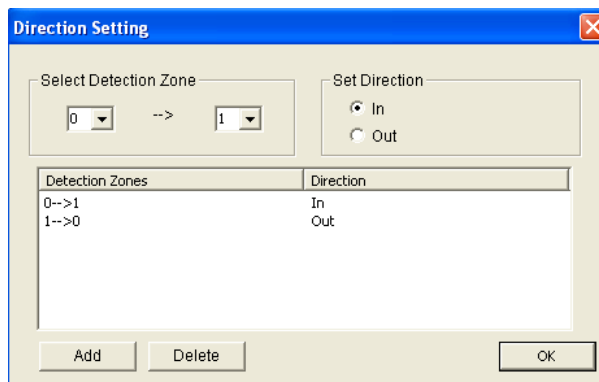 Direction Setting
Select Detection Zone
Set Direction
0 --> 1
In
Out
Detection Zones Direction
0-->1 In
1-->0 Out
Add Delete OK